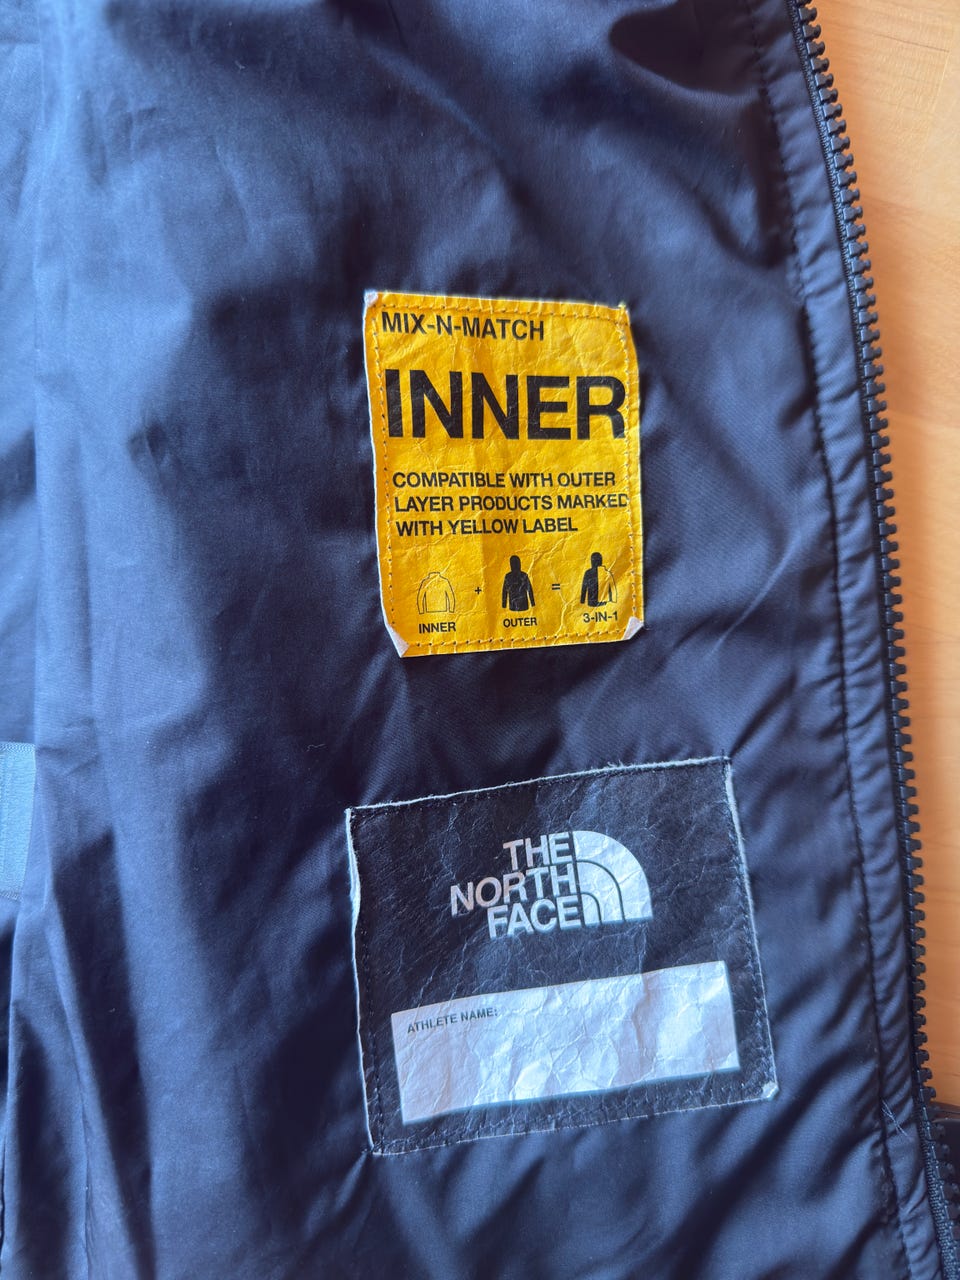 MIX-N-MATCH
INNER
COMPATIBLE WITH OUTER
LAYER PRODUCTS MARKED
WITH YELLOW LABEL
+ =
INNER OUTER 3-IN-1
THE
NORTH
FACE
ATHLETE NAME: